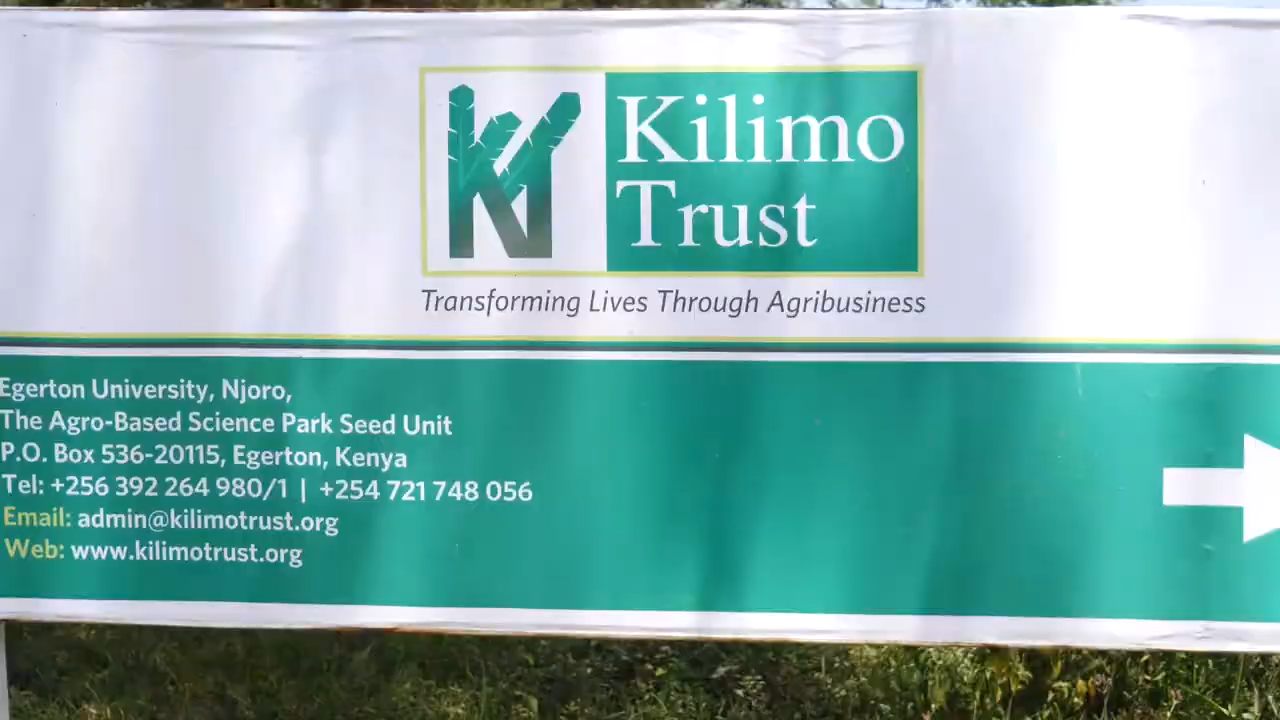 KT
Kilimo
Trust
Transforming Lives Through Agribusiness
Egerton University, Njoro,
The Agro-Based Science Park Seed Unit
P.O. Box 536-20115, Egerton, Kenya
Tel: +256 392 264 980/1 | +254 721 748 056
Email: admin@kilimotrust.org
Web: www.kilimotrust.org